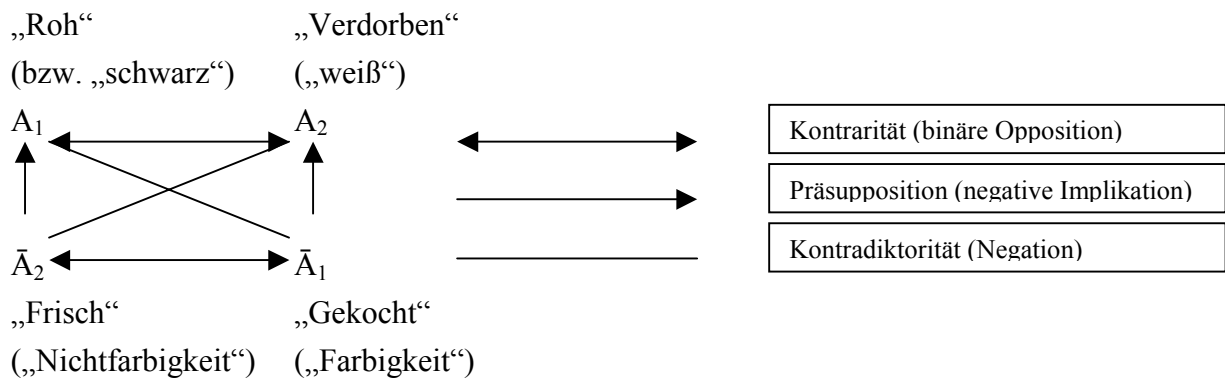 „Roh“ „Verdorben“
(bzw. „schwarz“) („weiß“)
A₁ A₂ Kontrarität (binäre Opposition)
Präsupposition (negative Implikation)
Ā₂ Ā₁ Kontradiktorität (Negation)
„Frisch“ „Gekocht“
(„Nichtfarbigkeit“) („Farbigkeit“)